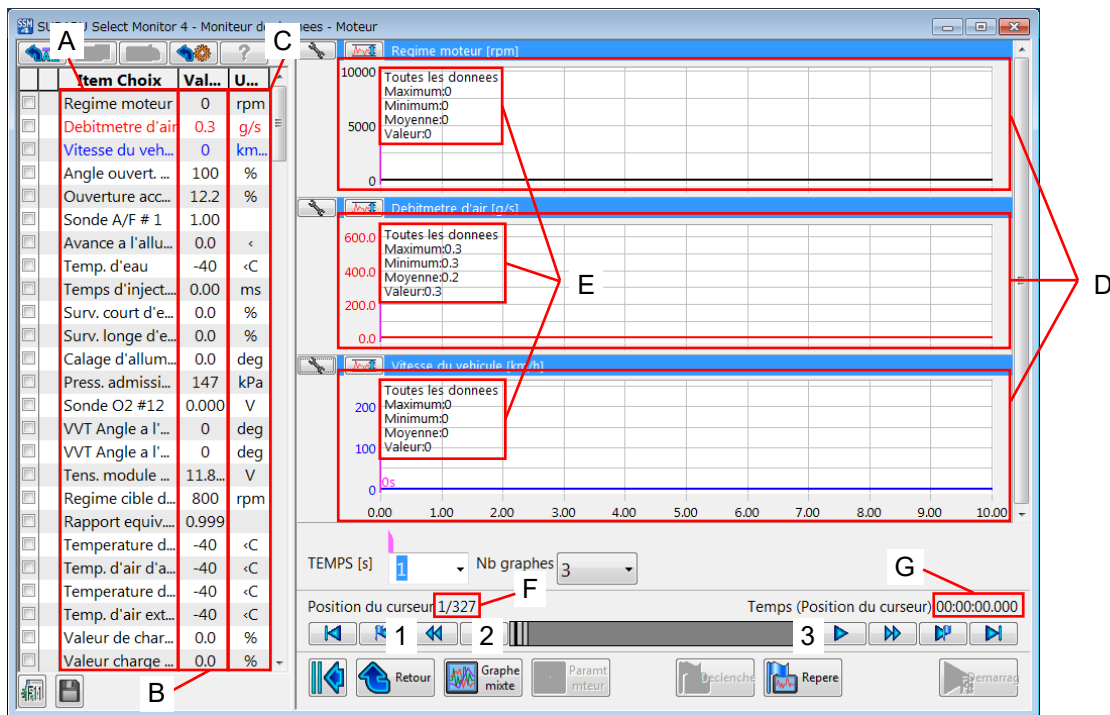 SUBARU Select Monitor 4 - Moniteur de donnees - Moteur
A
C
?
Item Choix Val... U...
Regime moteur 0 rpm
Debitmetre d'air 0.3 g/s
Vitesse du veh... 0 km...
Angle ouvert. ... 100 %
Ouverture acc... 12.2 %
Sonde A/F # 1 1.00
Avance a l'allu... 0.0 ‹
Temp. d'eau -40 ‹C
Temps d'inject.... 0.00 ms
Surv. court d'e... 0.0 %
Surv. longe d'e... 0.0 %
Calage d'allum... 0.0 deg
Press. admissi... 147 kPa
Sonde O2 #12 0.000 V
VVT Angle a l'... 0 deg
VVT Angle a l'... 0 deg
Tens. module ... 11.8... V
Regime cible d... 800 rpm
Rapport equiv.... 0.999
Temperature d... -40 ‹C
Temp. d'air d'a... -40 ‹C
Temperature d... -40 ‹C
Temp. d'air ext... -40 ‹C
Valeur de char... 0.0 %
Valeur charge ... 0.0 %
B
Regime moteur [rpm]
10000
5000
0
Toutes les donnees
Maximum:0
Minimum:0
Moyenne:0
Valeur:0
Debitmetre d'air [g/s]
600.0
400.0
200.0
0.0
Toutes les donnees
Maximum:0.3
Minimum:0.3
Moyenne:0.2
Valeur:0.3
E
D
Vitesse du vehicule [km/h]
200
100
0
Toutes les donnees
Maximum:0
Minimum:0
Moyenne:0
Valeur:0
0s
0.00 1.00 2.00 3.00 4.00 5.00 6.00 7.00 8.00 9.00 10.00
TEMPS [s] 1 Nb graphes 3
F
G
Position du curseur 1/327 Temps (Position du curseur) 00:00:00.000
1 2 3
Retour
Graphe
mixte
Paramt
mteur
Declenche
Repere
Demarrag